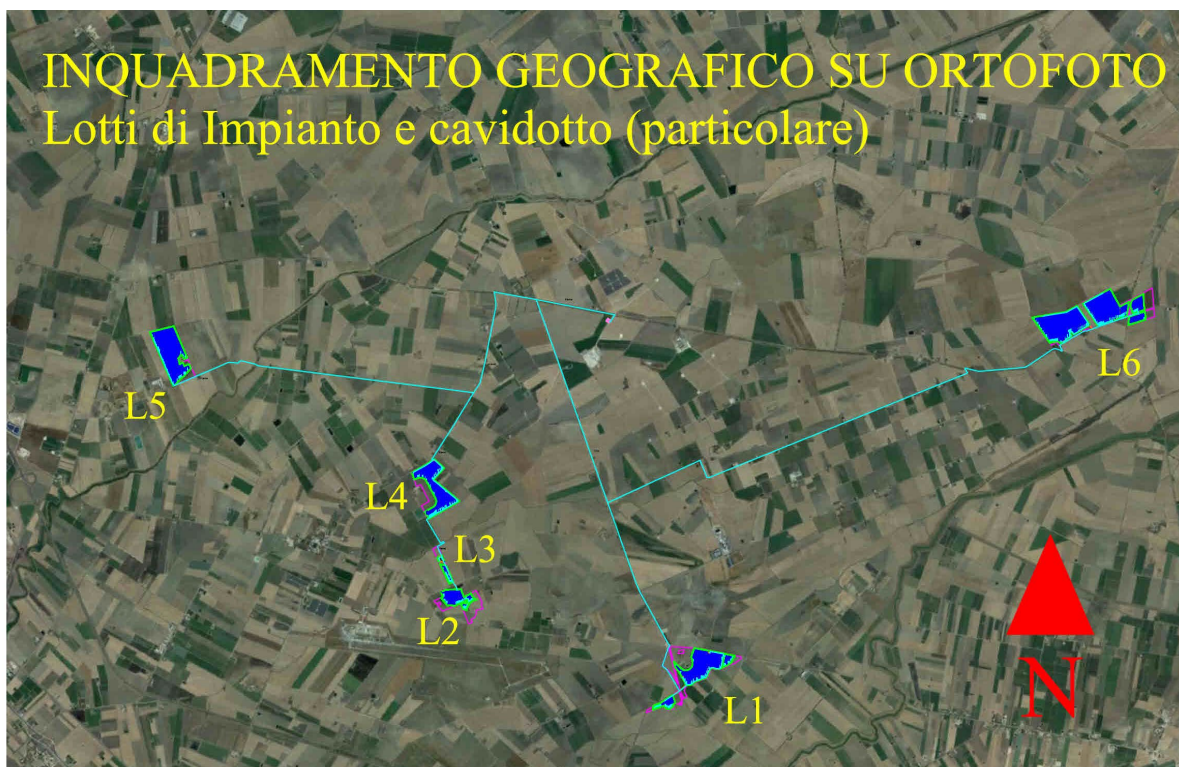 INQUADRAMENTO GEOGRAFICO SU ORTOFOTO
Lotti di Impianto e cavidotto (particolare)
L6
L5
L4
L3
L2
L1
N